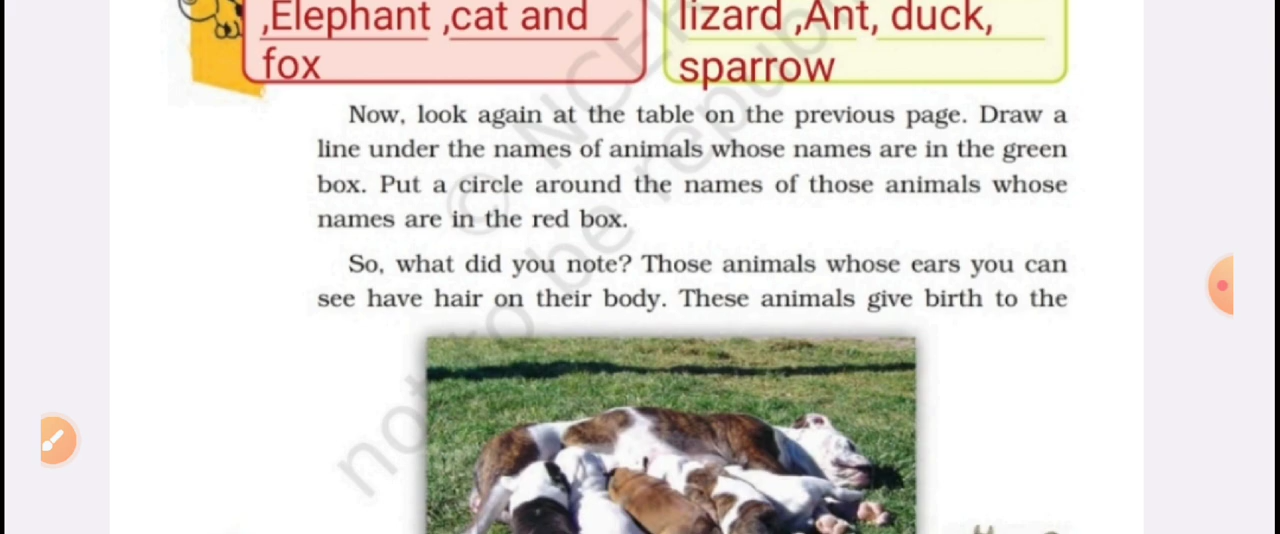 ,Elephant ,cat and
fox
lizard ,Ant, duck,
sparrow
Now, look again at the table on the previous page. Draw a
line under the names of animals whose names are in the green
box. Put a circle around the names of those animals whose
names are in the red box.
So, what did you note? Those animals whose ears you can
see have hair on their body. These animals give birth to the